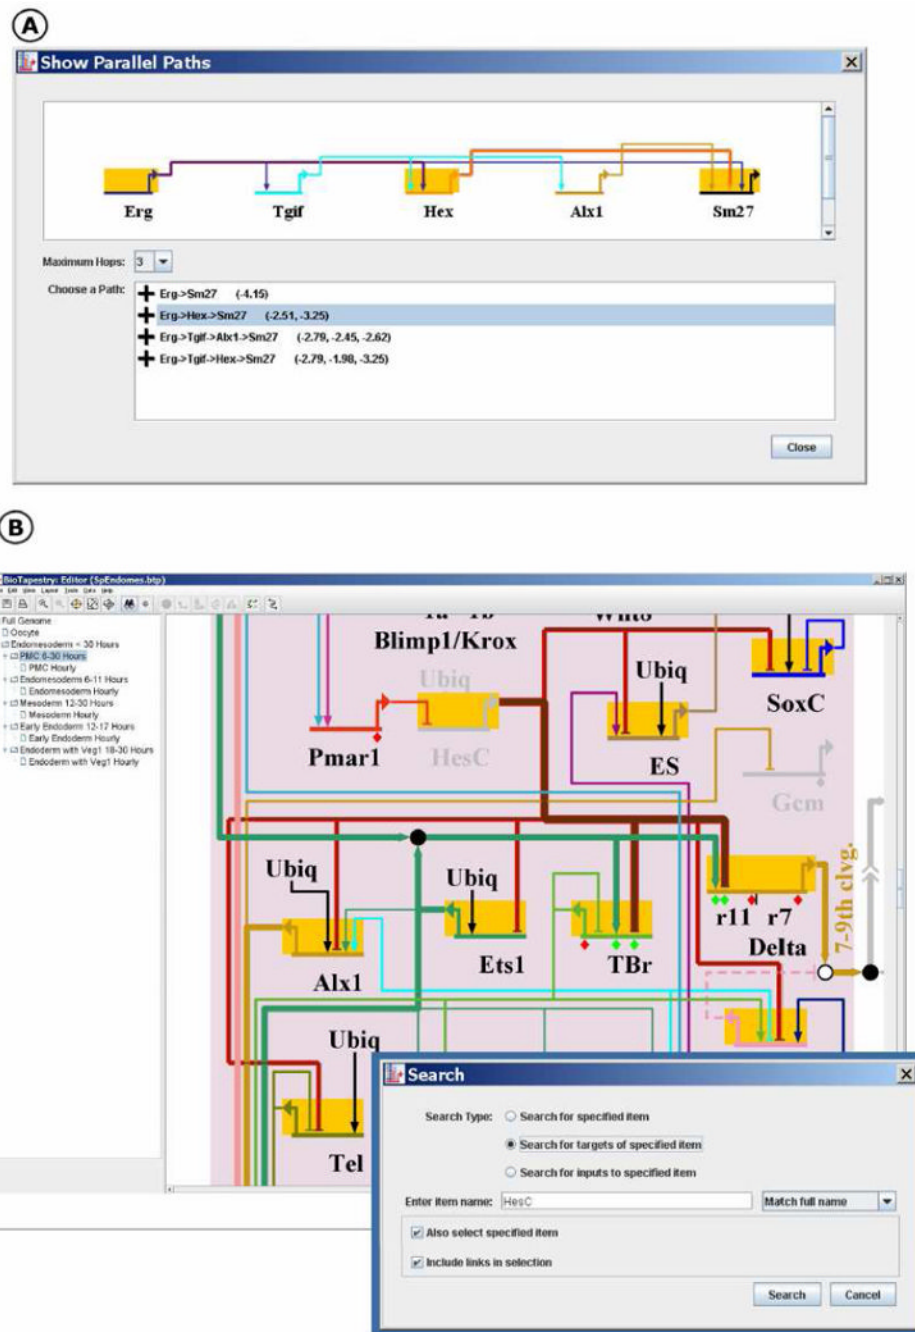 A
Show Parallel Paths
Erg Tgif Hex Alx1 Sm27
Maximum Hops: 3
Choose a Path:
Erg->Sm27 (-4.15)
Erg->Hex->Sm27 (-2.51, -3.25)
Erg->Tgif->Alx1->Sm27 (-2.79, -2.45, -2.62)
Erg->Tgif->Hex->Sm27 (-2.79, -1.98, -3.25)
Close
B
BioTapestry: Editor (SpEndomes.btp)
Edit View Layout Tools Data Help
Full Genome
Oocyte
Endomesoderm < 30 Hours
PMC 6-30 Hours
PMC Hourly
Endomesoderm 6-11 Hours
Endomesoderm Hourly
Mesoderm 12-30 Hours
Mesoderm Hourly
Early Endoderm 12-17 Hours
Early Endoderm Hourly
Endoderm with Veg1 18-30 Hours
Endoderm with Veg1 Hourly
Blimp1/Krox
Ubiq
Ubiq
SoxC
Pmar1
HesC
ES
Gcm
Ubiq
Ubiq
r11 r7
7-9th clvg.
Alx1
Ets1
TBr
Delta
Ubiq
Tel
Search
Search Type: Search for specified item
Search for targets of specified item
Search for inputs to specified item
Enter item name: HesC Match full name
Also select specified item
Include links in selection
Search Cancel